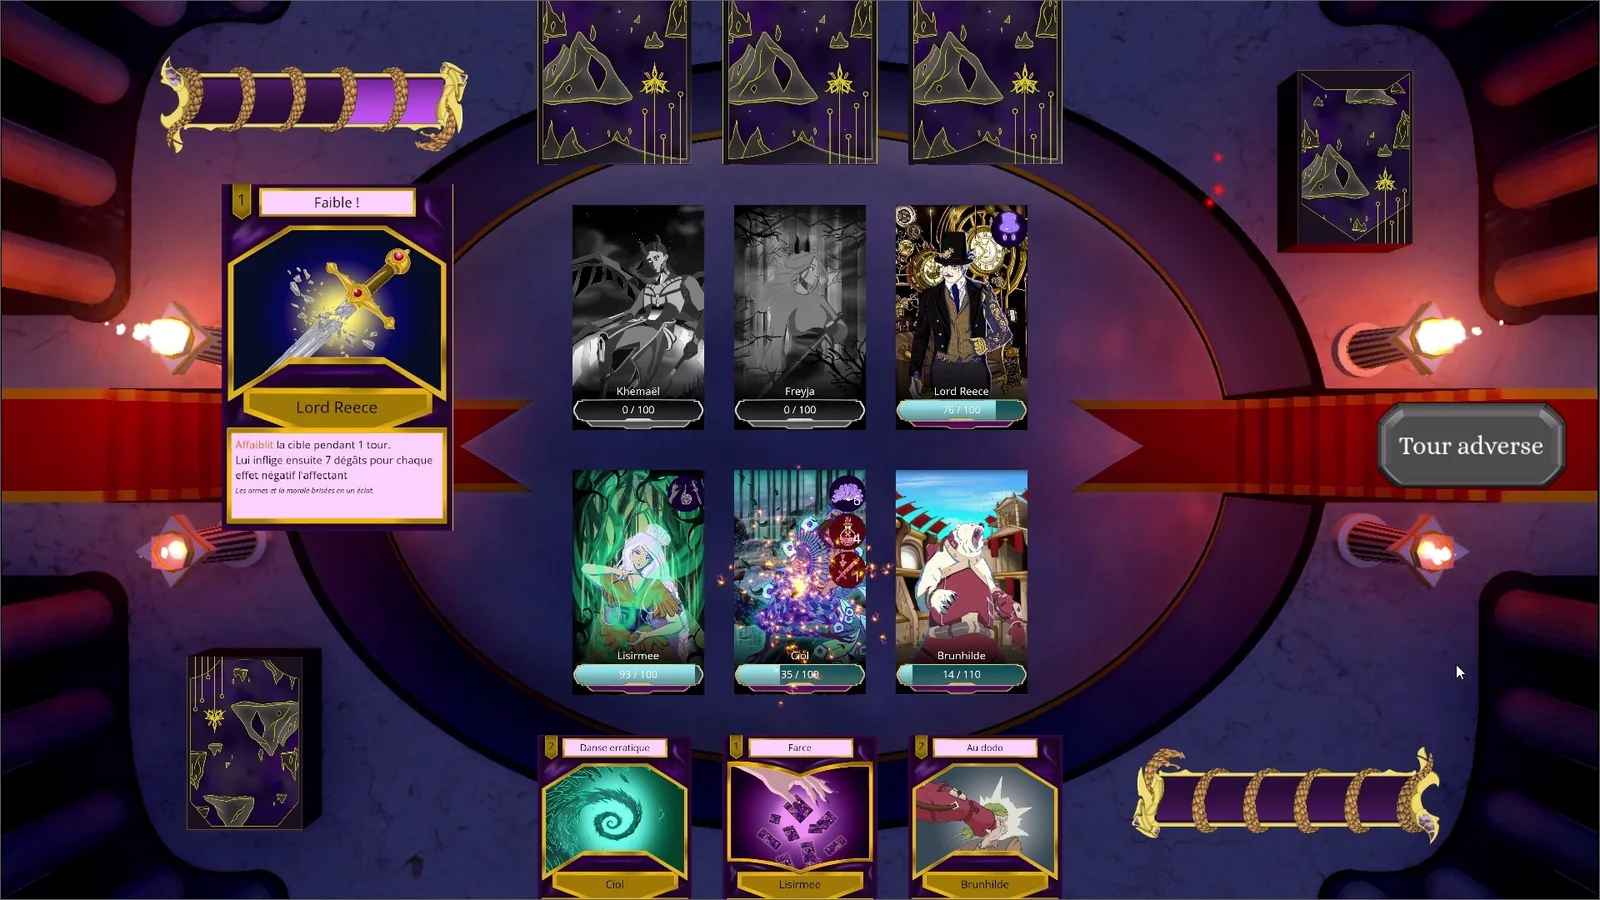 1
Faible !
Lord Reece
Affaiblit la cible pendant 1 tour.
Lui inflige ensuite 7 dégâts pour chaque
effet négatif l'affectant
Les armes et la morale brisées en un éclat.
Khemaël
0 / 100
Freyja
0 / 100
Lord Reece
76 / 100
Tour adverse
6
4
Lisirmee
93 / 100
Ciol
35 / 100
Brunhilde
14 / 110
2
Danse erratique
Ciol
1
Farce
Lisirmee
2
Au dodo
Brunhilde